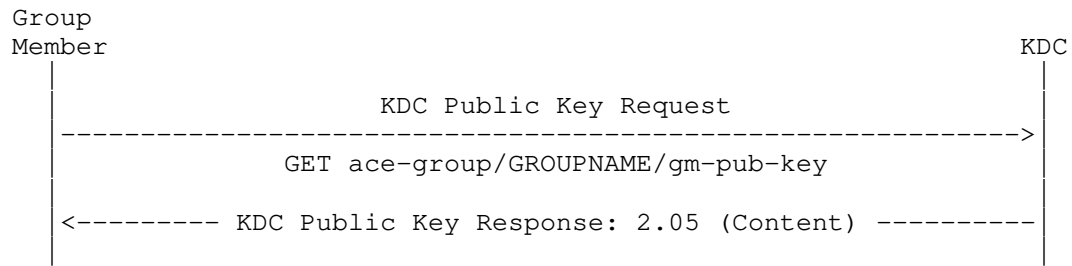 Group
Member KDC
KDC Public Key Request
GET ace-group/GROUPNAME/gm-pub-key
KDC Public Key Response: 2.05 (Content)